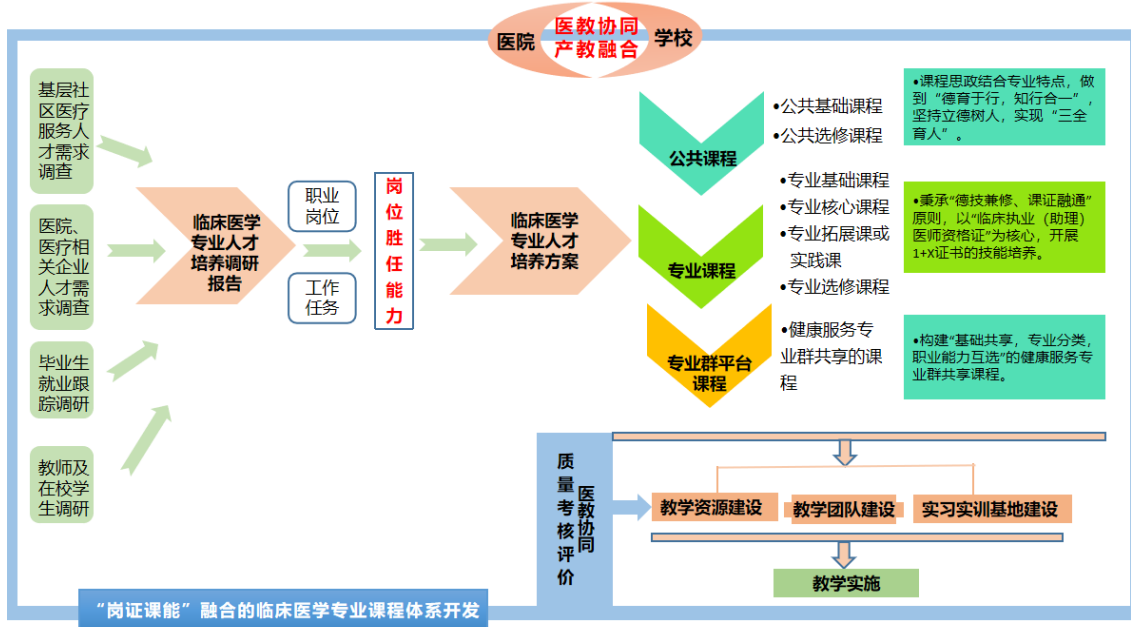 医院
医教协同
产教融合
学校
基层社
区医疗
服务人
才需求
调查
医院、
医疗相
关企业
人才需
求调查
毕业生
就业跟
踪调研
教师及
在校学
生调研
临床医学
专业人才
培养调研
报告
职业
岗位
工作
任务
岗
位
胜
任
能
力
临床医学
专业人才
培养方案
公共课程
•公共基础课程
•公共选修课程
•课程思政结合专业特点，做
到“德育于行，知行合一”，
坚持立德树人，实现“三全
育人”。
专业课程
•专业基础课程
•专业核心课程
•专业拓展课或
实践课
•专业选修课程
•秉承“德技兼修、课证融通”
原则，以“临床执业（助理）
医师资格证”为核心，开展
1+X证书的技能培养。
专业群平台
课程
•健康服务专
业群共享的课
程
•构建“基础共享，专业分类，
职业能力互选”的健康服务专
业群共享课程。
质量考核评价
医教协同
教学资源建设
教学团队建设
实习实训基地建设
教学实施
“岗证课能”融合的临床医学专业课程体系开发